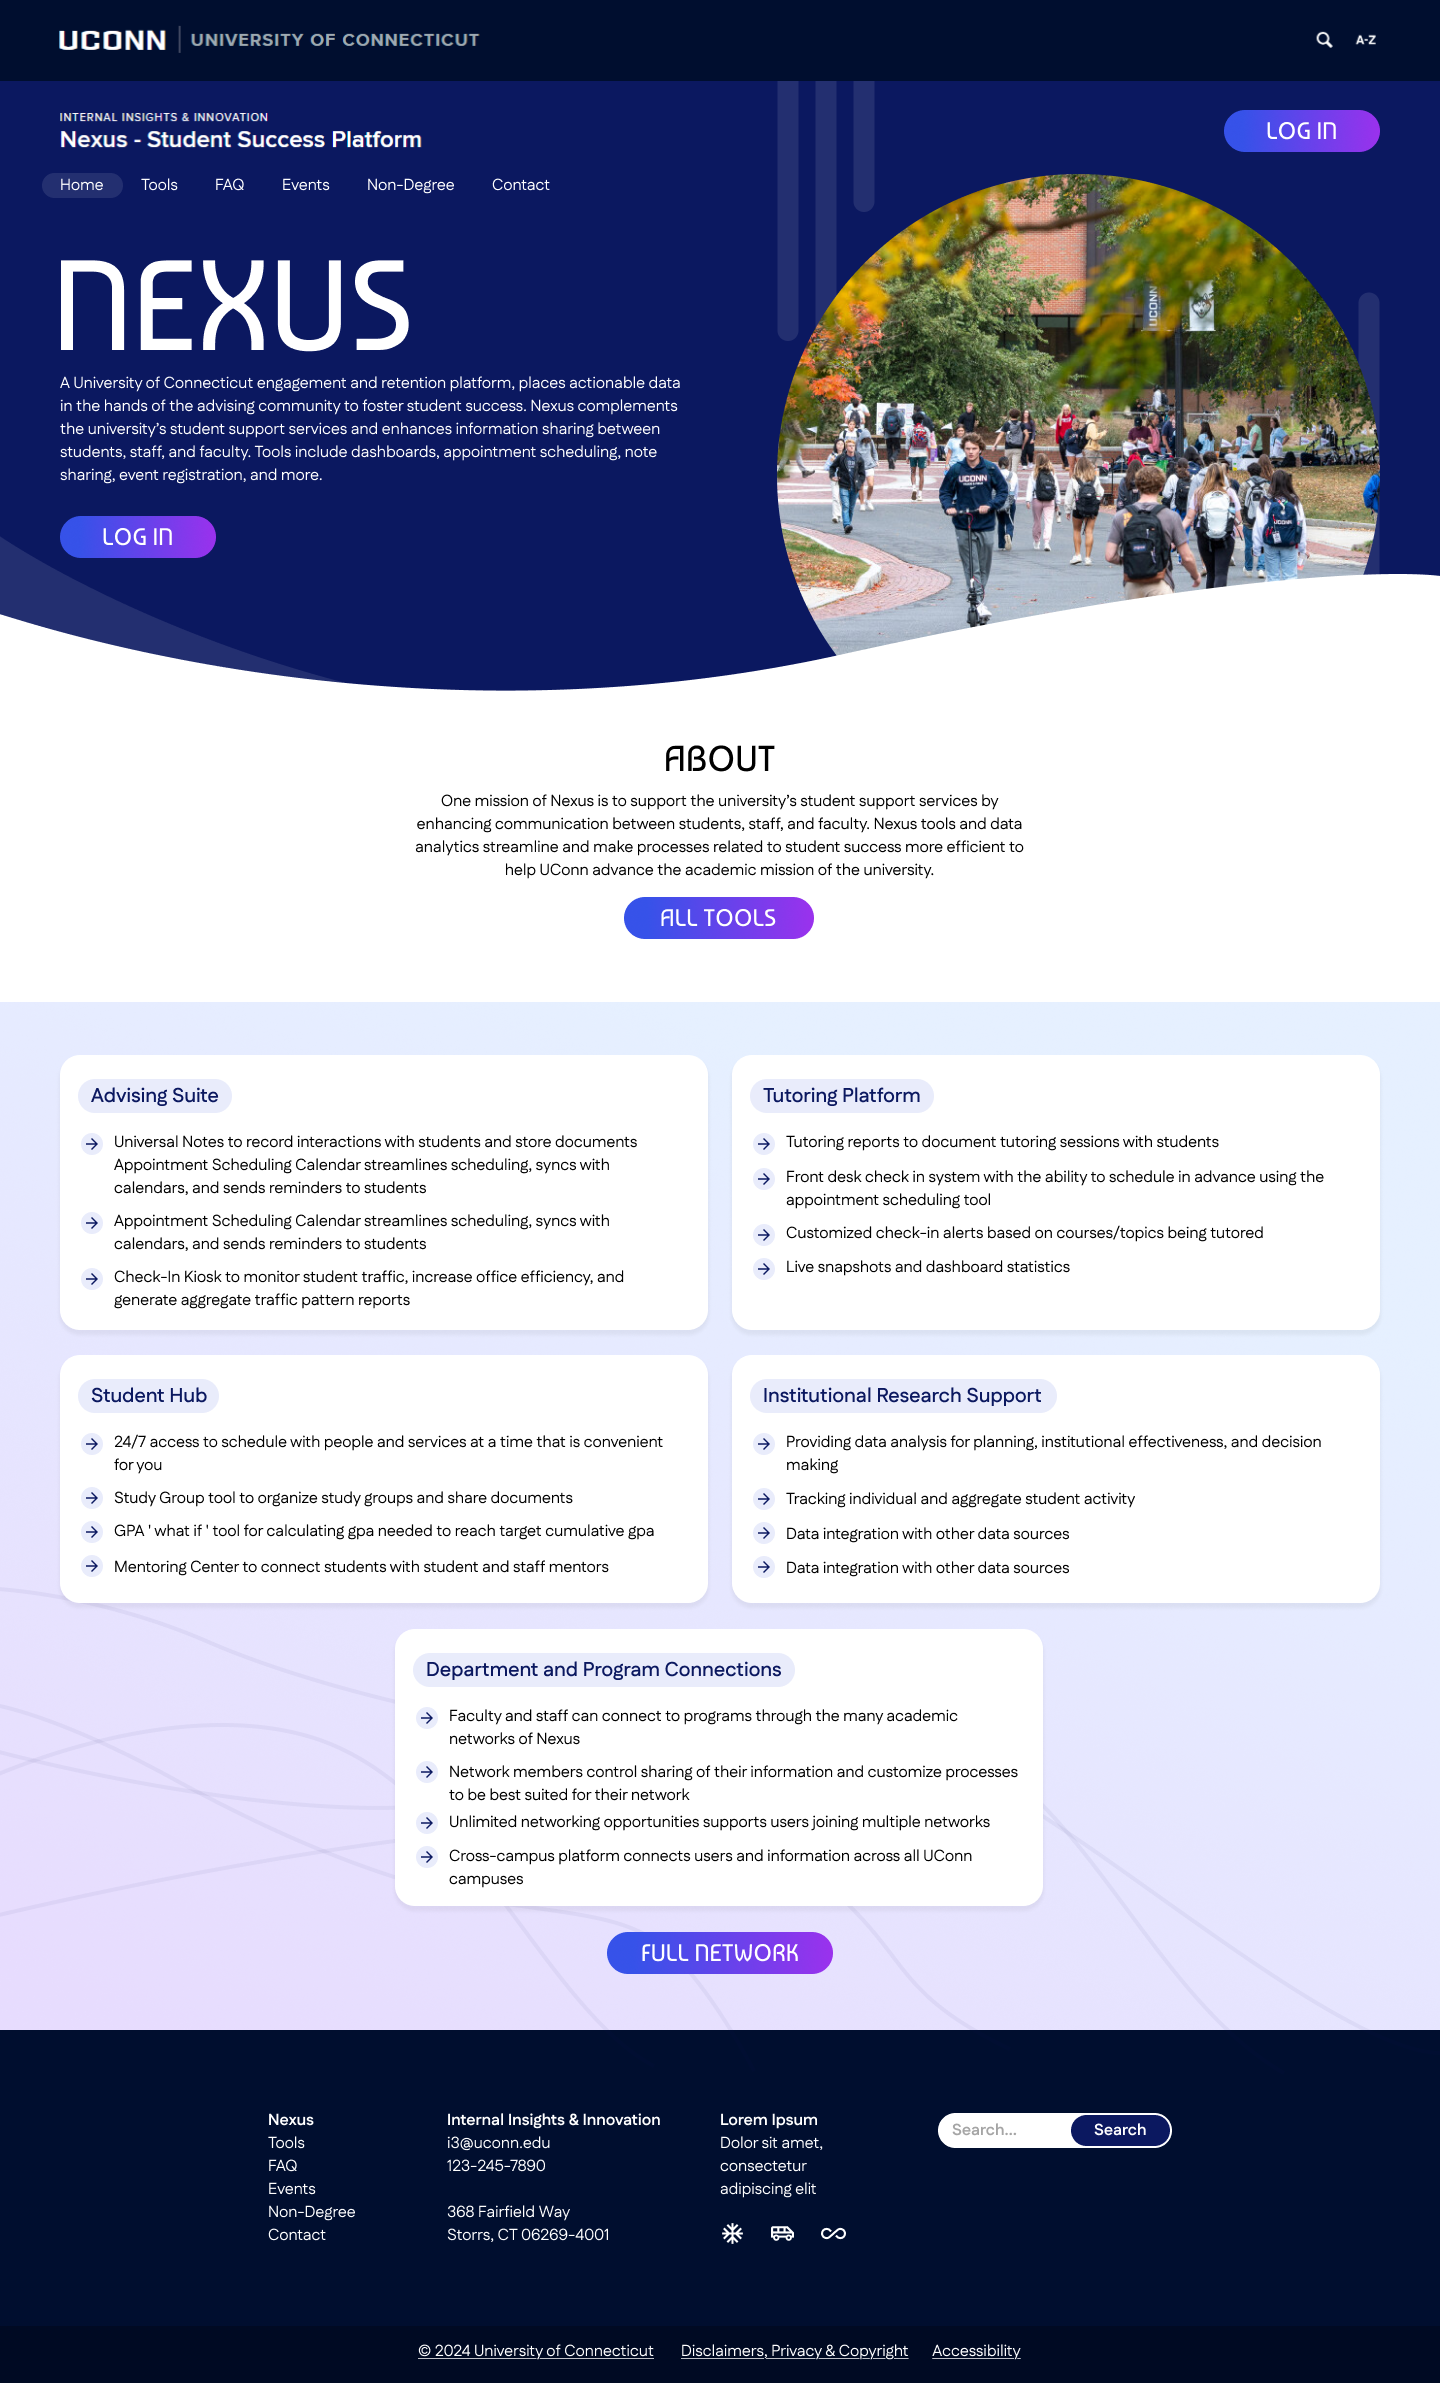 UCONN UNIVERSITY OF CONNECTICUT
A-Z
INTERNAL INSIGHTS & INNOVATION
Nexus - Student Success Platform
LOG IN
Home Tools FAQ Events Non-Degree Contact
NEXUS
A University of Connecticut engagement and retention platform, places actionable data
in the hands of the advising community to foster student success. Nexus complements
the university's student support services and enhances information sharing between
students, staff, and faculty. Tools include dashboards, appointment scheduling, note
sharing, event registration, and more.
LOG IN
UCONN
UCONN
UCONN
ABOUT
One mission of Nexus is to support the university's student support services by
enhancing communication between students, staff, and faculty. Nexus tools and data
analytics streamline and make processes related to student success more efficient to
help UConn advance the academic mission of the university.
ALL TOOLS
Advising Suite
Universal Notes to record interactions with students and store documents
Appointment Scheduling Calendar streamlines scheduling, syncs with
calendars, and sends reminders to students
Appointment Scheduling Calendar streamlines scheduling, syncs with
calendars, and sends reminders to students
Check-In Kiosk to monitor student traffic, increase office efficiency, and
generate aggregate traffic pattern reports
Tutoring Platform
Tutoring reports to document tutoring sessions with students
Front desk check in system with the ability to schedule in advance using the
appointment scheduling tool
Customized check-in alerts based on courses/topics being tutored
Live snapshots and dashboard statistics
Student Hub
24/7 access to schedule with people and services at a time that is convenient
for you
Study Group tool to organize study groups and share documents
GPA ' what if ' tool for calculating gpa needed to reach target cumulative gpa
Mentoring Center to connect students with student and staff mentors
Institutional Research Support
Providing data analysis for planning, institutional effectiveness, and decision
making
Tracking individual and aggregate student activity
Data integration with other data sources
Data integration with other data sources
Department and Program Connections
Faculty and staff can connect to programs through the many academic
networks of Nexus
Network members control sharing of their information and customize processes
to be best suited for their network
Unlimited networking opportunities supports users joining multiple networks
Cross-campus platform connects users and information across all UConn
campuses
FULL NETWORK
Nexus
Tools
FAQ
Events
Non-Degree
Contact
Internal Insights & Innovation
i3@uconn.edu
123-245-7890
368 Fairfield Way
Storrs, CT 06269-4001
Lorem Ipsum
Dolor sit amet,
consectetur
adipiscing elit
Search... Search
© 2024 University of Connecticut Disclaimers, Privacy & Copyright Accessibility